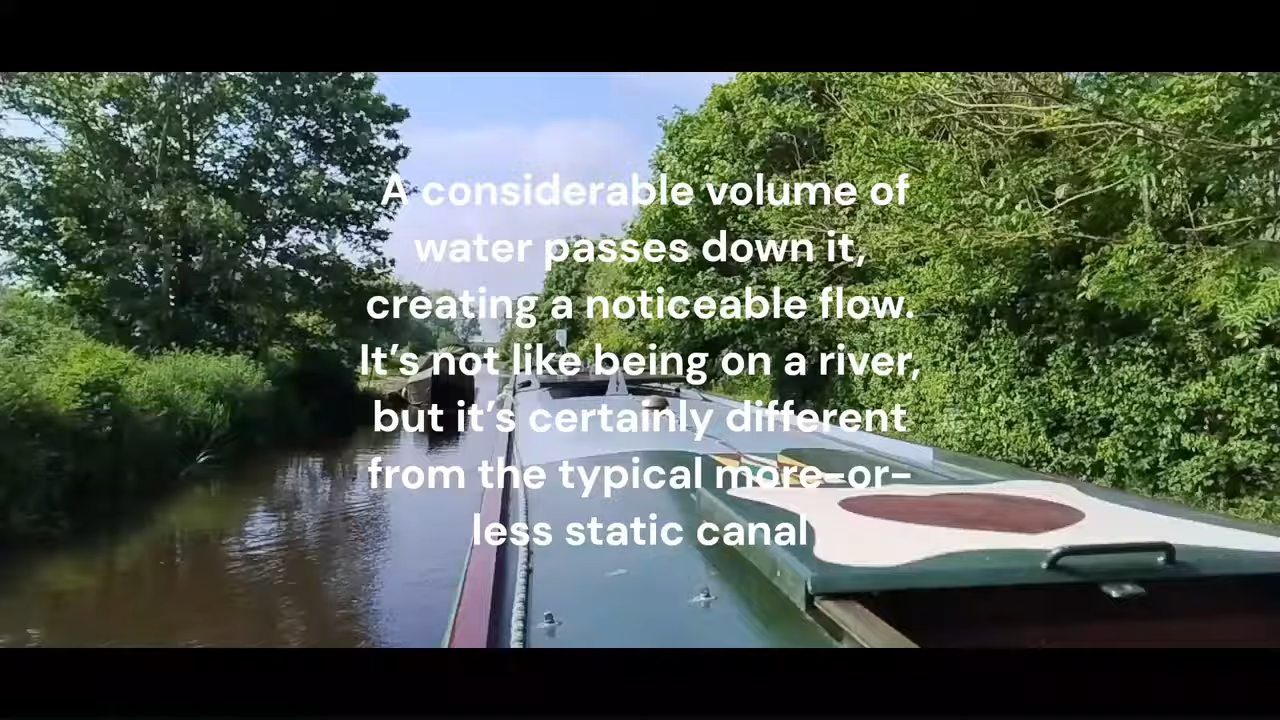 A considerable volume of
water passes down it,
creating a noticeable flow.
It’s not like being on a river,
but it’s certainly different
from the typical more-or-
less static canal